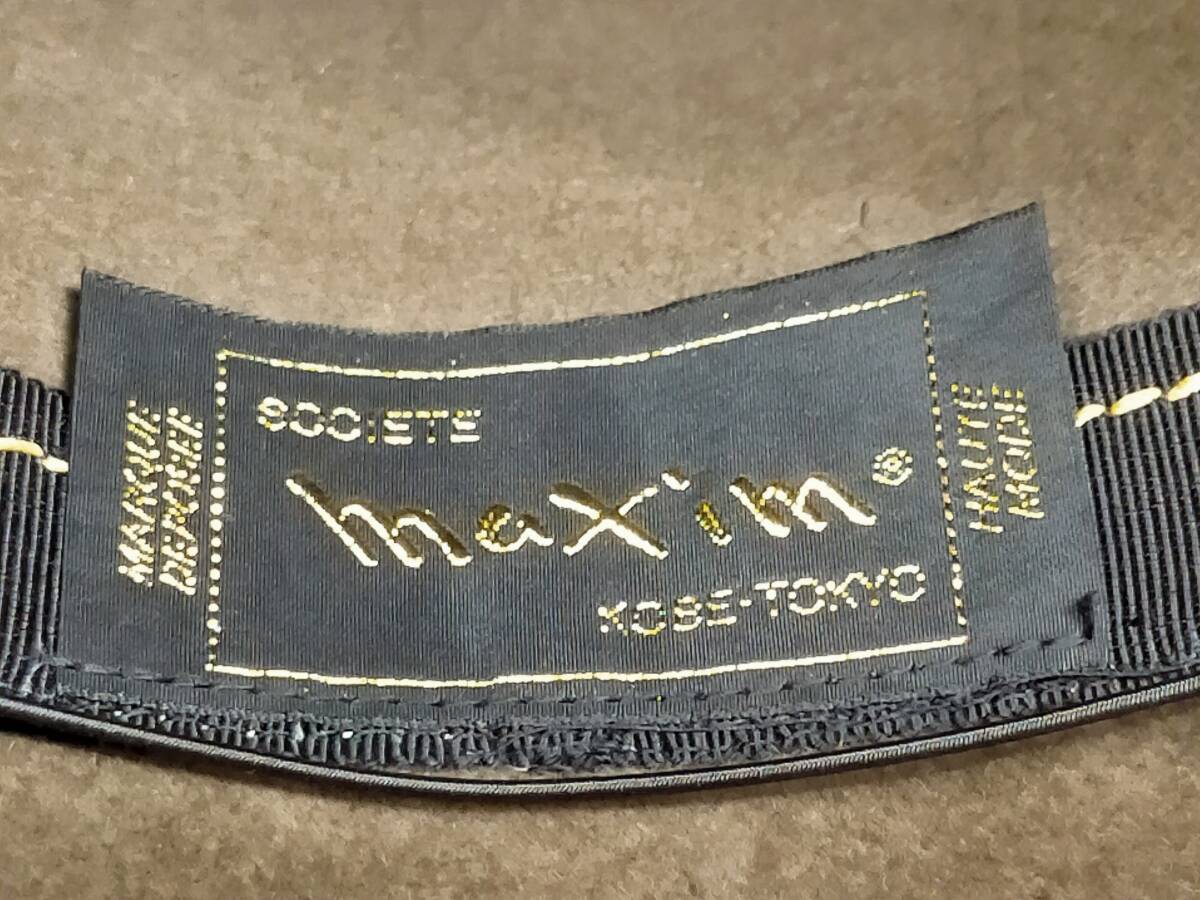 MARQUE
DEPOSEE
SOCIETE
maxim ®
KOBE-TOKYO
HAUTE
MODE